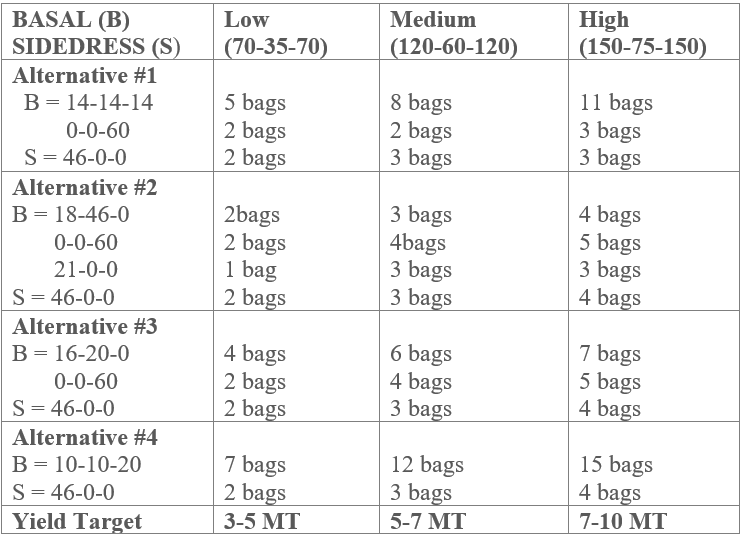 BASAL (B) Low Medium High
SIDEDRESS (S) (70-35-70) (120-60-120) (150-75-150)
Alternative #1
B = 14-14-14 5 bags 8 bags 11 bags
0-0-60 2 bags 2 bags 3 bags
S = 46-0-0 2 bags 3 bags 3 bags
Alternative #2
B = 18-46-0 2bags 3 bags 4 bags
0-0-60 2 bags 4bags 5 bags
21-0-0 1 bag 3 bags 3 bags
S = 46-0-0 2 bags 3 bags 4 bags
Alternative #3
B = 16-20-0 4 bags 6 bags 7 bags
0-0-60 2 bags 4 bags 5 bags
S = 46-0-0 2 bags 3 bags 4 bags
Alternative #4
B = 10-10-20 7 bags 12 bags 15 bags
S = 46-0-0 2 bags 3 bags 4 bags
Yield Target 3-5 MT 5-7 MT 7-10 MT